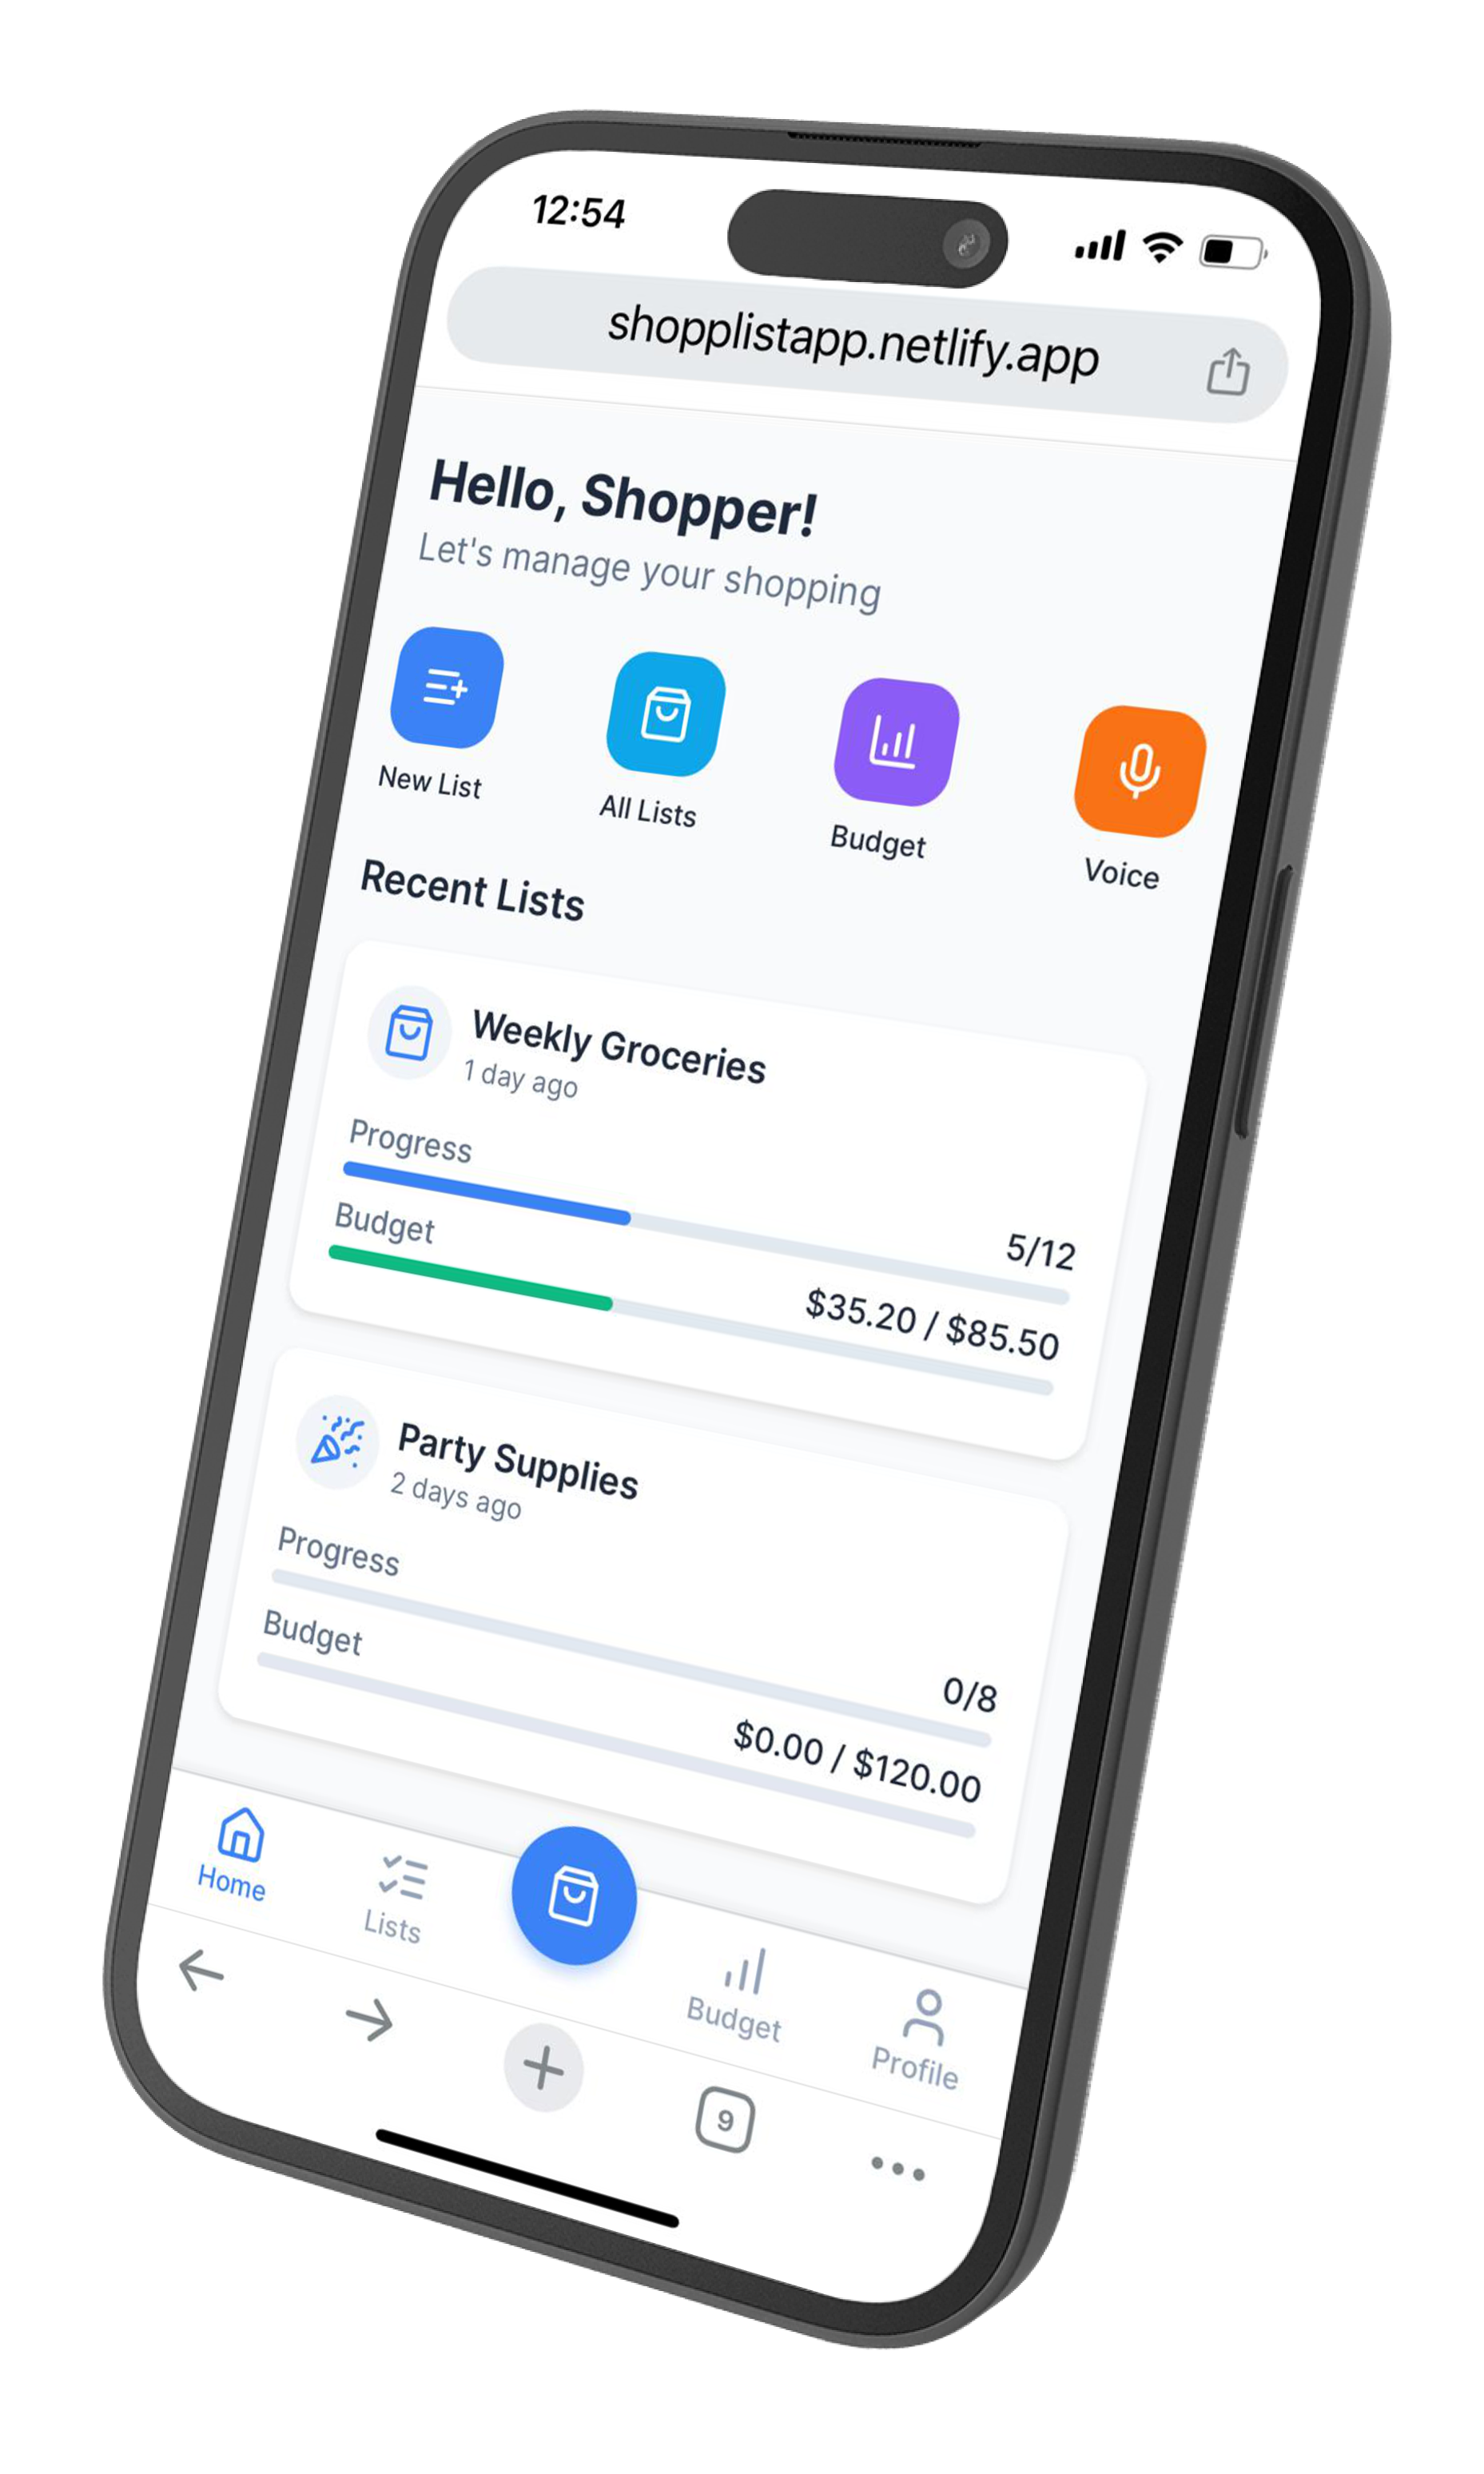 12:54
shopplistapp.netlify.app
Hello, Shopper!
Let's manage your shopping
New List
All Lists
Budget
Voice
Recent Lists
Weekly Groceries
1 day ago
Progress
5/12
Budget
$35.20 / $85.50
Party Supplies
2 days ago
Progress
0/8
Budget
$0.00 / $120.00
Home
Lists
Budget
Profile
9